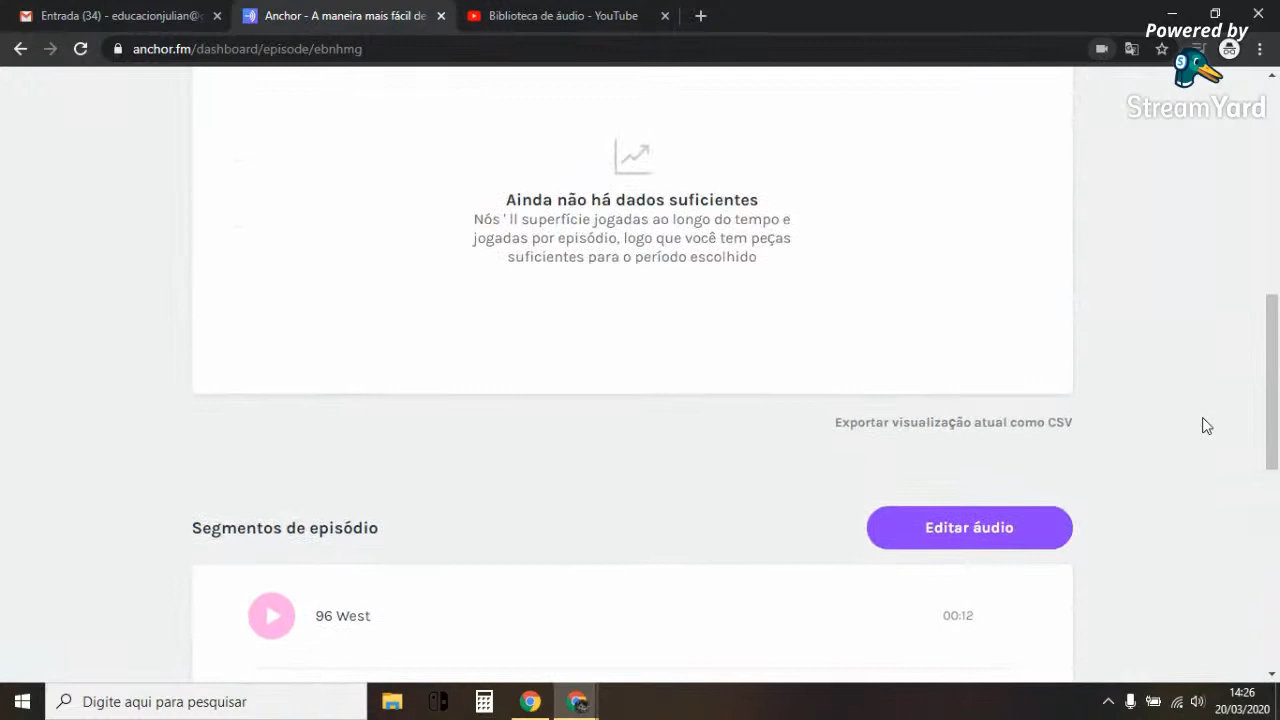 Entrada (34) - educacionjulian@
Anchor - A maneira mais fácil de
Biblioteca de áudio - YouTube
Powered by
StreamYard
anchor.fm/dashboard/episode/ebnhmg
Ainda não há dados suficientes
Nós ' ll superfície jogadas ao longo do tempo e
jogadas por episódio, logo que você tem peças
suficientes para o período escolhido
Exportar visualização atual como CSV
Segmentos de episódio
Editar áudio
96 West
00:12
Digite aqui para pesquisar
14:26
20/03/2020